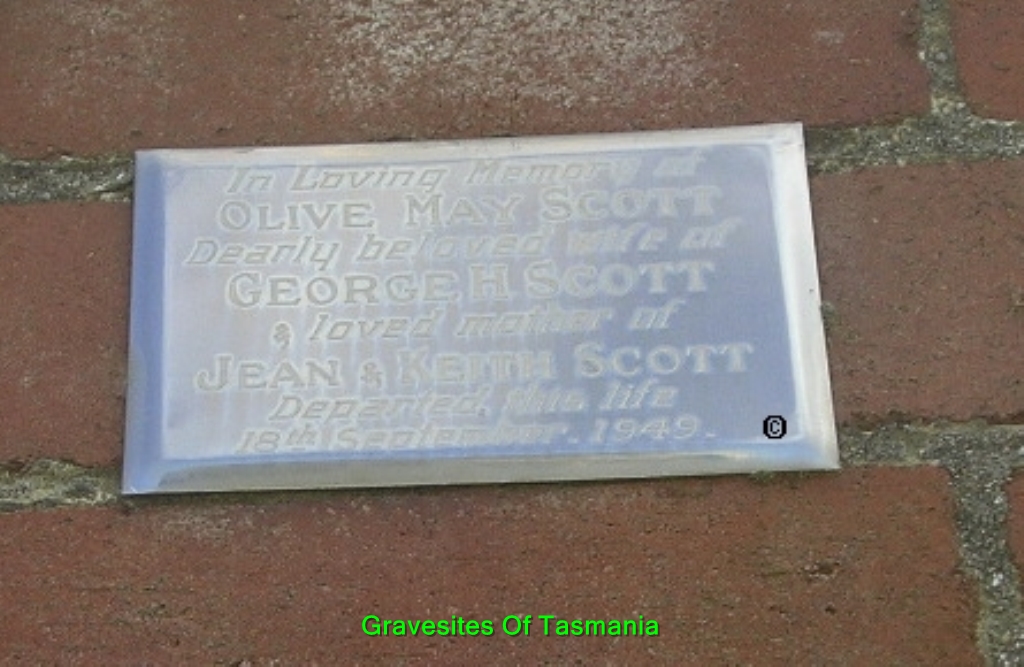 In Loving Memory of
OLIVE MAY SCOTT
Dearly beloved wife of
GEORGE H SCOTT
& loved mother of
JEAN & KEITH SCOTT
Departed this life
18th September. 1949.
©
Gravesites Of Tasmania